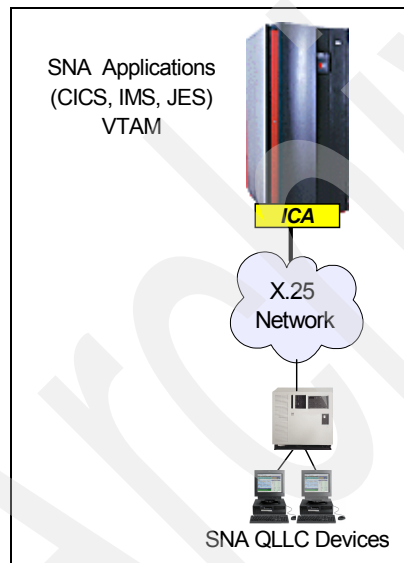 SNA Applications
(CICS, IMS, JES)
VTAM
ICA
X.25
Network
SNA QLLC Devices